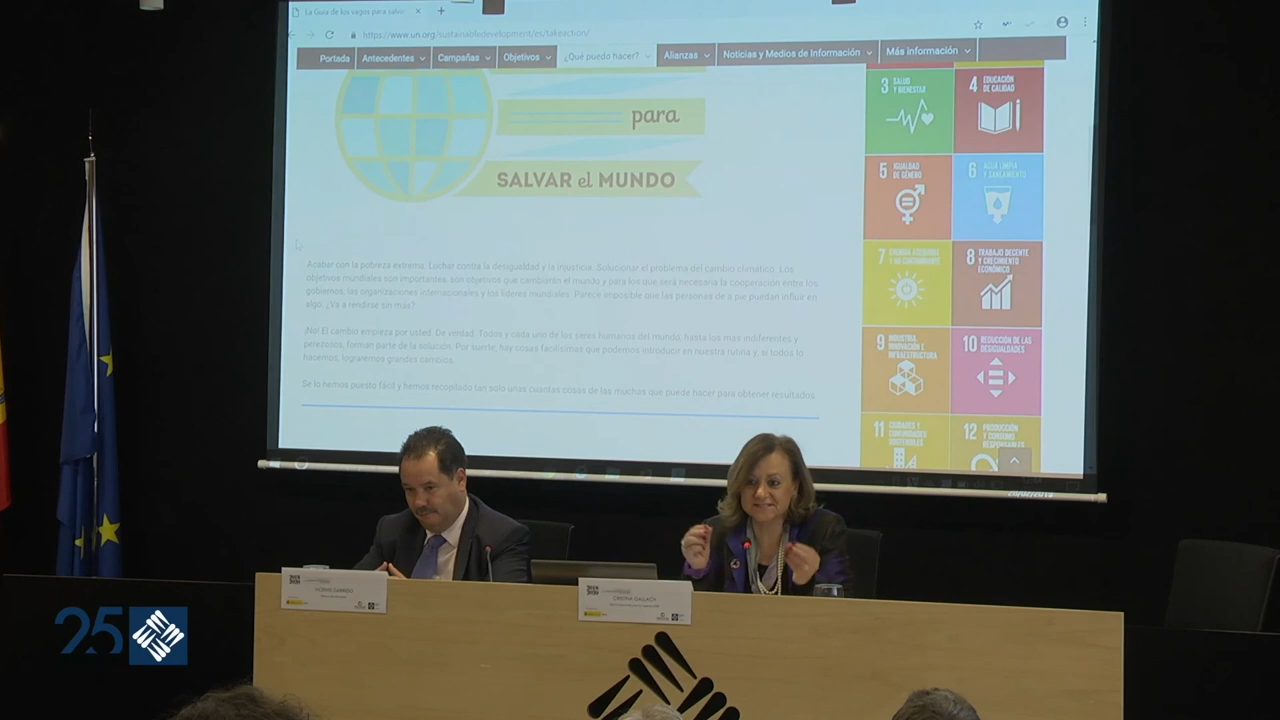 La Guía de los vagos para salvar
https://www.un.org/sustainabledevelopment/es/takeaction/
Portada Antecedentes Campañas Objetivos ¿Qué puedo hacer? Alianzas Noticias y Medios de Información Más información
para
SALVAR el MUNDO
Acabar con la pobreza extrema. Luchar contra la desigualdad y la injusticia. Solucionar el problema del cambio climático. Los
objetivos mundiales son importantes, son objetivos que cambiarán el mundo y para los que será necesaria la cooperación entre los
gobiernos, las organizaciones internacionales y los líderes mundiales. Parece imposible que las personas de a pie puedan influir en
algo. ¿Va a rendirse sin más?
¡No! El cambio empieza por usted. De verdad. Todos y cada uno de los seres humanos del mundo, hasta los más indiferentes y
perezosos, forman parte de la solución. Por suerte, hay cosas facilísimas que podemos introducir en nuestra rutina y, si todos lo
hacemos, lograremos grandes cambios.
Se lo hemos puesto fácil y hemos recopilado tan solo unas cuantas cosas de las muchas que puede hacer para obtener resultados
3 SALUD
Y BIENESTAR
4 EDUCACIÓN
DE CALIDAD
5 IGUALDAD
DE GÉNERO
6 AGUA LIMPIA
Y SANEAMIENTO
7 ENERGÍA ASEQUIBLE
Y NO CONTAMINANTE
8 TRABAJO DECENTE
Y CRECIMIENTO
ECONÓMICO
9 INDUSTRIA,
INNOVACIÓN E
INFRAESTRUCTURA
10 REDUCCIÓN DE LAS
DESIGUALDADES
11 CIUDADES Y
COMUNIDADES
SOSTENIBLES
12 PRODUCCIÓN
Y CONSUMO
RESPONSABLES
VICENTE GARRIDO
CRISTINA GALLACH
25